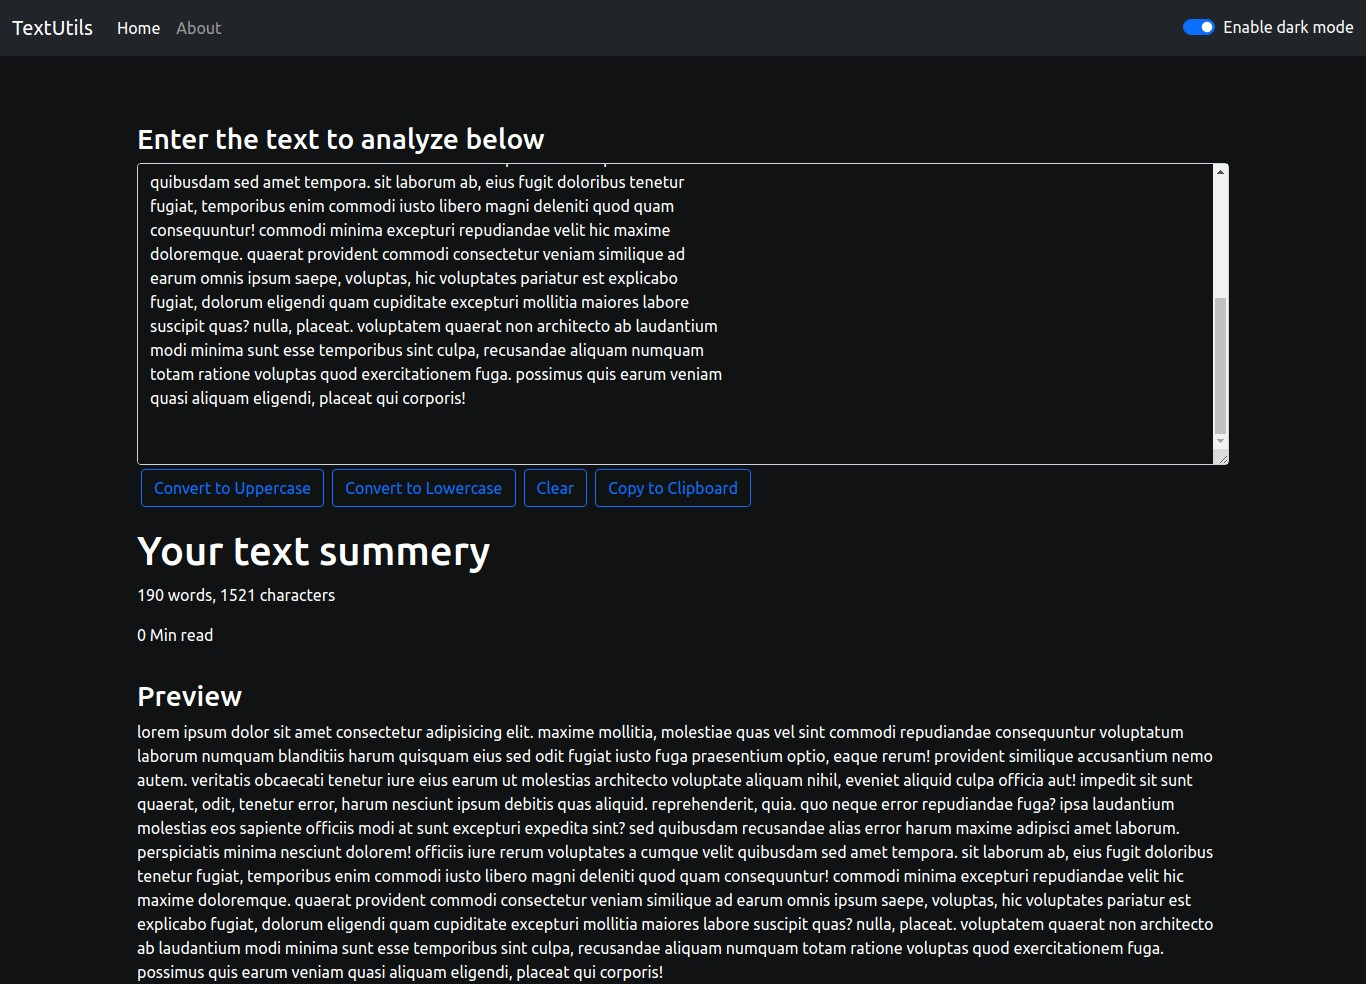 TextUtils Home About Enable dark mode
Enter the text to analyze below
quibusdam sed amet tempora. sit laborum ab, eius fugit doloribus tenetur
fugiat, temporibus enim commodi iusto libero magni deleniti quod quam
consequuntur! commodi minima excepturi repudiandae velit hic maxime
doloremque. quaerat provident commodi consectetur veniam similique ad
earum omnis ipsum saepe, voluptas, hic voluptates pariatur est explicabo
fugiat, dolorum eligendi quam cupiditate excepturi mollitia maiores labore
suscipit quas? nulla, placeat. voluptatem quaerat non architecto ab laudantium
modi minima sunt esse temporibus sint culpa, recusandae aliquam numquam
totam ratione voluptas quod exercitationem fuga. possimus quis earum veniam
quasi aliquam eligendi, placeat qui corporis!
Convert to Uppercase Convert to Lowercase Clear Copy to Clipboard
Your text summery
190 words, 1521 characters
0 Min read
Preview
lorem ipsum dolor sit amet consectetur adipisicing elit. maxime mollitia, molestiae quas vel sint commodi repudiandae consequuntur voluptatum
laborum numquam blanditiis harum quisquam eius sed odit fugiat iusto fuga praesentium optio, eaque rerum! provident similique accusantium nemo
autem. veritatis obcaecati tenetur iure eius earum ut molestias architecto voluptate aliquam nihil, eveniet aliquid culpa officia aut! impedit sit sunt
quaerat, odit, tenetur error, harum nesciunt ipsum debitis quas aliquid. reprehenderit, quia. quo neque error repudiandae fuga? ipsa laudantium
molestias eos sapiente officiis modi at sunt excepturi expedita sint? sed quibusdam recusandae alias error harum maxime adipisci amet laborum.
perspiciatis minima nesciunt dolorem! officiis iure rerum voluptates a cumque velit quibusdam sed amet tempora. sit laborum ab, eius fugit doloribus
tenetur fugiat, temporibus enim commodi iusto libero magni deleniti quod quam consequuntur! commodi minima excepturi repudiandae velit hic
maxime doloremque. quaerat provident commodi consectetur veniam similique ad earum omnis ipsum saepe, voluptas, hic voluptates pariatur est
explicabo fugiat, dolorum eligendi quam cupiditate excepturi mollitia maiores labore suscipit quas? nulla, placeat. voluptatem quaerat non architecto
ab laudantium modi minima sunt esse temporibus sint culpa, recusandae aliquam numquam totam ratione voluptas quod exercitationem fuga.
possimus quis earum veniam quasi aliquam eligendi, placeat qui corporis!